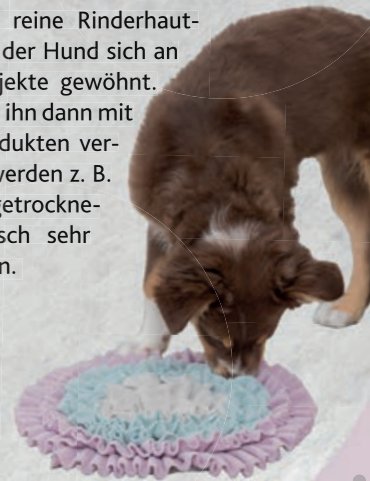 reine Rinderhaut-
der Hund sich an
jekte gewöhnt.
ihn dann mit
dukten ver-
werden z. B.
getrockne-
sch sehr
n.